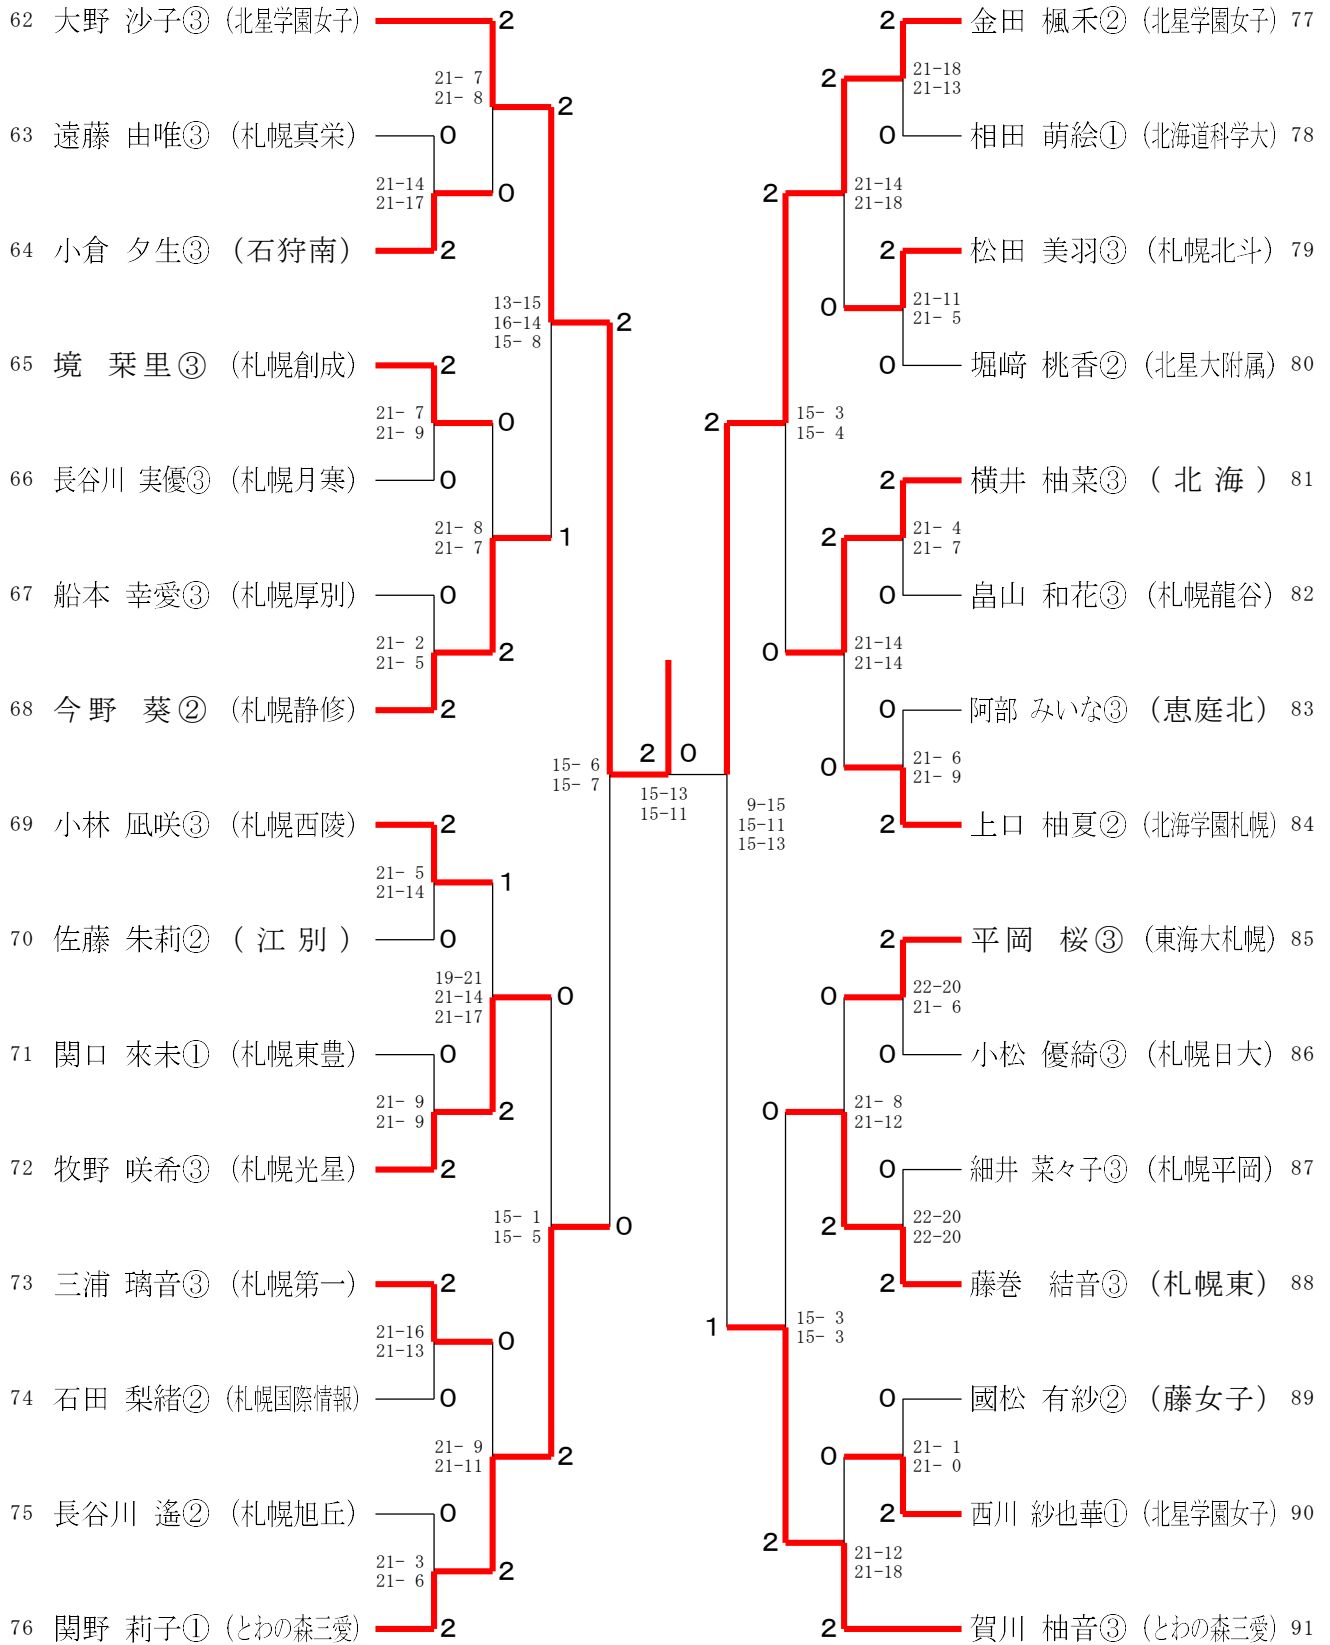 62 大野 沙子③ (北星学園女子) 2
21- 7
21- 8
2
63 遠藤 由唯③ (札幌真栄) 0
21-14
21-17
0
64 小倉 夕生③ (石狩南) 2
13-15
16-14
15- 8
2
65 境 栞里③ (札幌創成) 2
21- 7
21- 9
0
66 長谷川 実優③ (札幌月寒) 0
21- 8
21- 7
1
67 船本 幸愛③ (札幌厚別) 0
21- 2
21- 5
2
68 今野 葵② (札幌静修) 2
15- 6
15- 7
2 0
15-13
15-11
69 小林 凪咲③ (札幌西陵) 2
21- 5
21-14
1
70 佐藤 朱莉② (江別) 0
19-21
21-14
21-17
0
71 関口 來未① (札幌東豊) 0
21- 9
21- 9
2
72 牧野 咲希③ (札幌光星) 2
15- 1
15- 5
0
73 三浦 璃音③ (札幌第一) 2
21-16
21-13
0
74 石田 梨緒② (札幌国際情報) 0
21- 9
21-11
2
75 長谷川 遙② (札幌旭丘) 0
21- 3
21- 6
2
76 関野 莉子① (とわの森三愛) 2
2 金田 楓禾② (北星学園女子) 77
2
21-18
21-13
0 相田 萌絵① (北海道科学大) 78
2
21-14
21-18
2 松田 美羽③ (札幌北斗) 79
0
21-11
21- 5
0 堀﨑 桃香② (北星大附属) 80
2
15- 3
15- 4
2 横井 柚菜③ (北海) 81
2
21- 4
21- 7
0 畠山 和花③ (札幌龍谷) 82
0
21-14
21-14
0 阿部 みいな③ (恵庭北) 83
0
21- 6
21- 9
2 上口 柚夏② (北海学園札幌) 84
9-15
15-11
15-13
2 平岡 桜③ (東海大札幌) 85
0
22-20
21- 6
0 小松 優綺③ (札幌日大) 86
0
21- 8
21-12
0 細井 菜々子③ (札幌平岡) 87
2
22-20
22-20
2 藤巻 結音③ (札幌東) 88
1
15- 3
15- 3
0 國松 有紗② (藤女子) 89
0
21- 1
21- 0
2 西川 紗也華① (北星学園女子) 90
2
21-12
21-18
2 賀川 柚音③ (とわの森三愛) 91